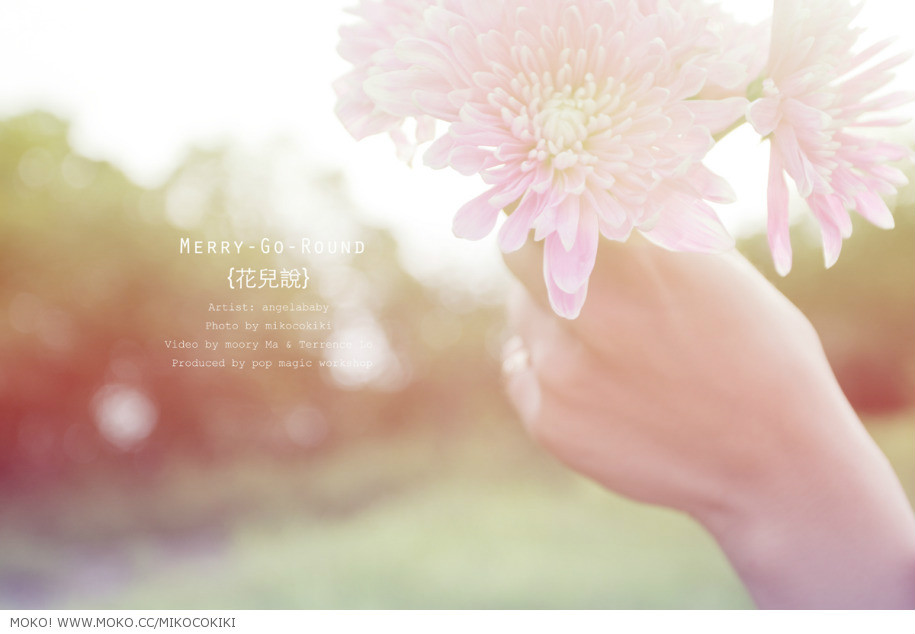 Merry-Go-Round
{花兒說}
Artist: angelababy
Photo by mikocokiki
Video by moory Ma & Terrence
Produced by pop magic workshop
MOKO! WWW.MOKO.CC/MIKOCOKIKI